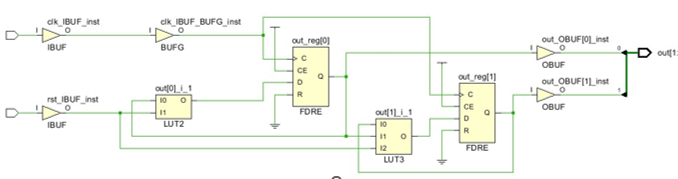 clk_IBUF_inst
I O
IBUF
clk_IBUF_BUFG_inst
I O
BUFG
out_reg[0]
C
CE
D
R
Q
FDRE
rst_IBUF_inst
I O
IBUF
out[0]_i_1
I0
I1
O
LUT2
out[1]_i_1
I0
I1
I2
O
LUT3
out_reg[1]
C
CE
D
R
Q
FDRE
out_OBUF[0]_inst
I O
OBUF
0
out_OBUF[1]_inst
I O
OBUF
1
out[1: